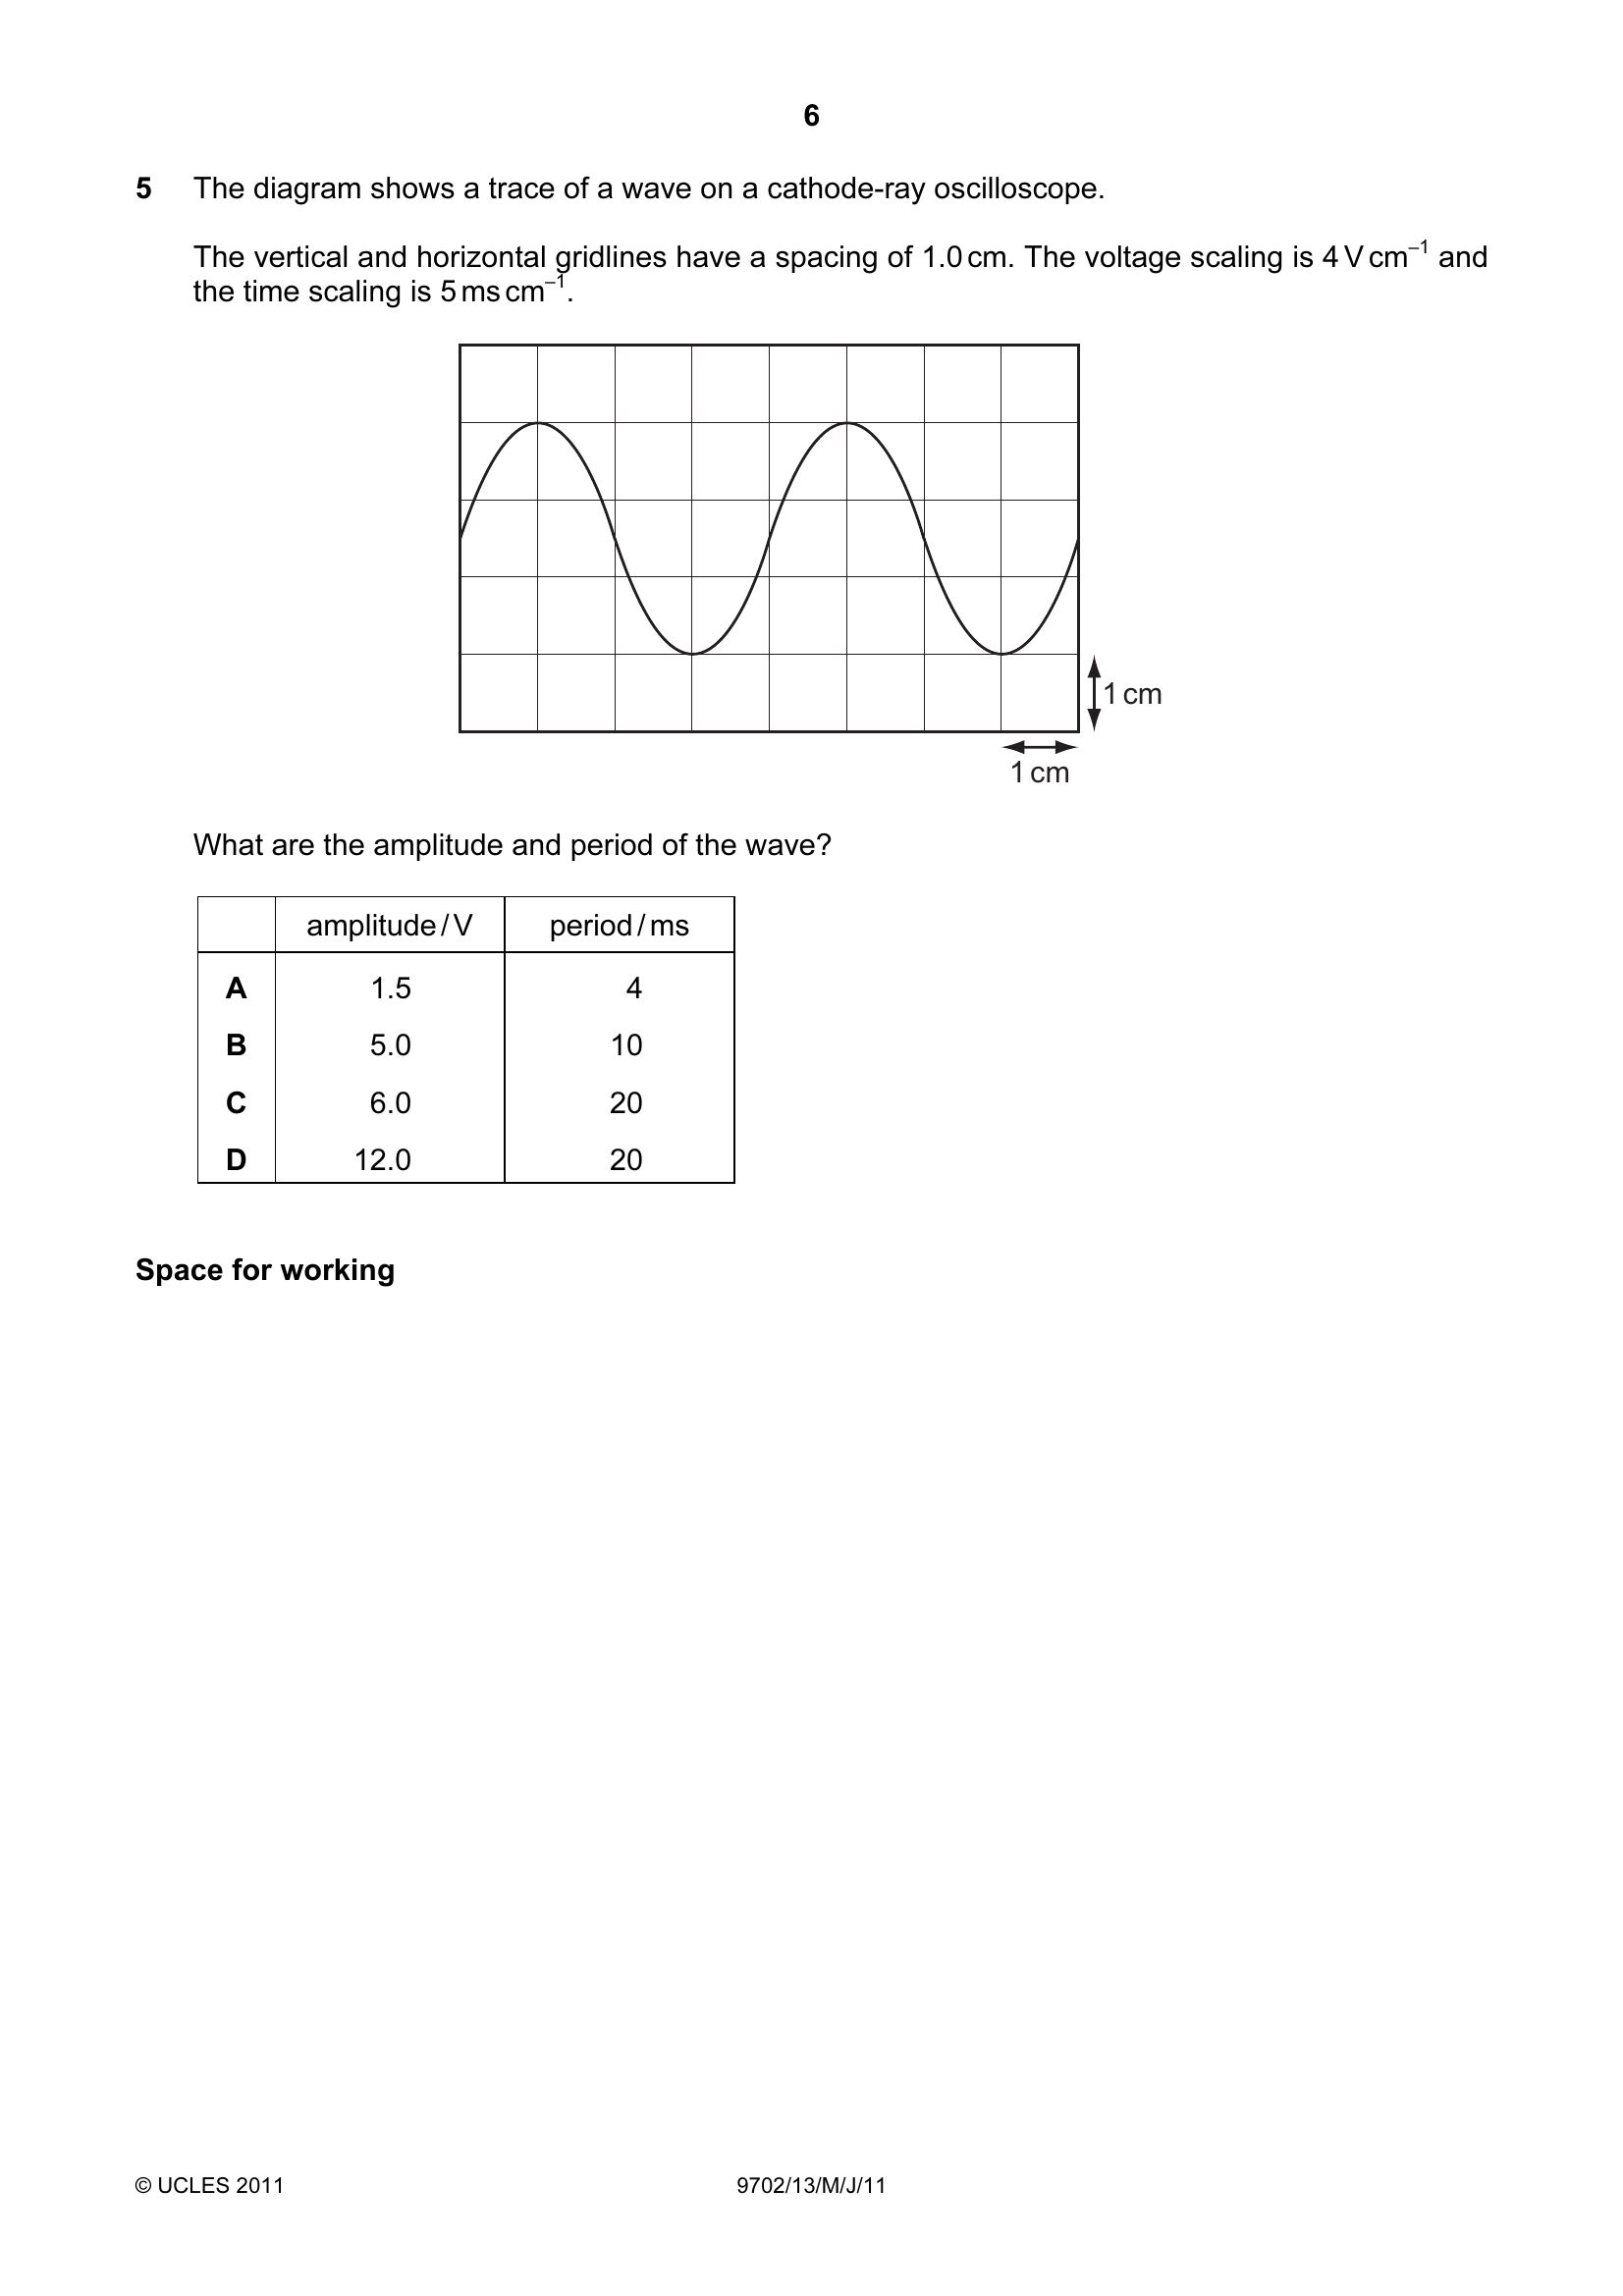 6
5 The diagram shows a trace of a wave on a cathode-ray oscilloscope.
The vertical and horizontal gridlines have a spacing of 1.0 cm. The voltage scaling is 4 V cm⁻¹ and
the time scaling is 5 ms cm⁻¹.
1 cm
1 cm
What are the amplitude and period of the wave?
amplitude / V period / ms
A 1.5 4
B 5.0 10
C 6.0 20
D 12.0 20
Space for working
© UCLES 2011 9702/13/M/J/11